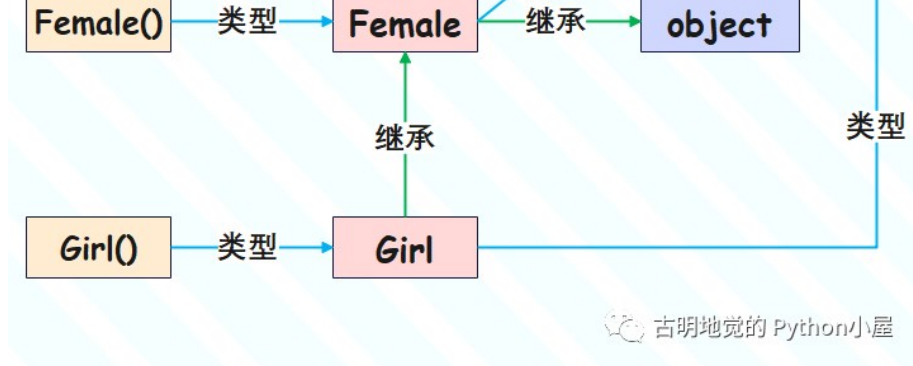 Female() 类型 Female 继承 object
继承
类型
Girl() 类型 Girl
古明地觉的 Python小屋